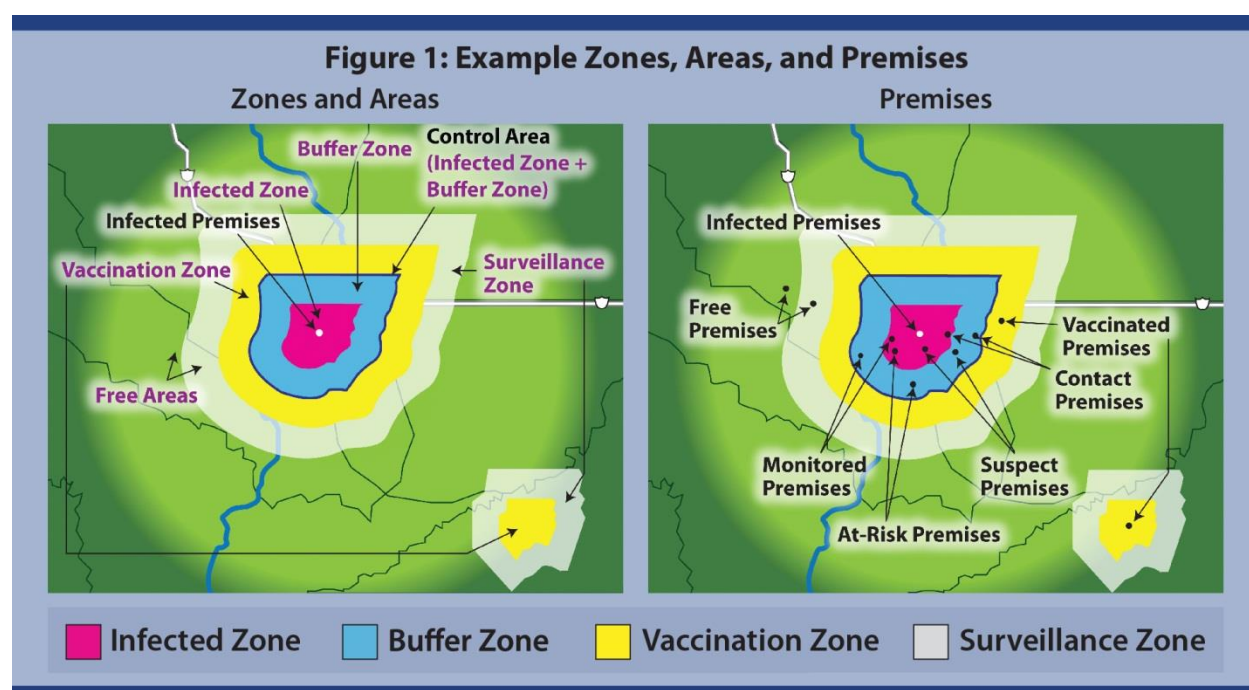 Figure 1: Example Zones, Areas, and Premises
Zones and Areas
Buffer Zone
Control Area
(Infected Zone +
Buffer Zone)
Infected Zone
Infected Premises
Vaccination Zone
Surveillance
Zone
Free Areas
Premises
Infected Premises
Free
Premises
Vaccinated
Premises
Contact
Premises
Monitored
Premises
Suspect
Premises
At-Risk Premises
Infected Zone
Buffer Zone
Vaccination Zone
Surveillance Zone